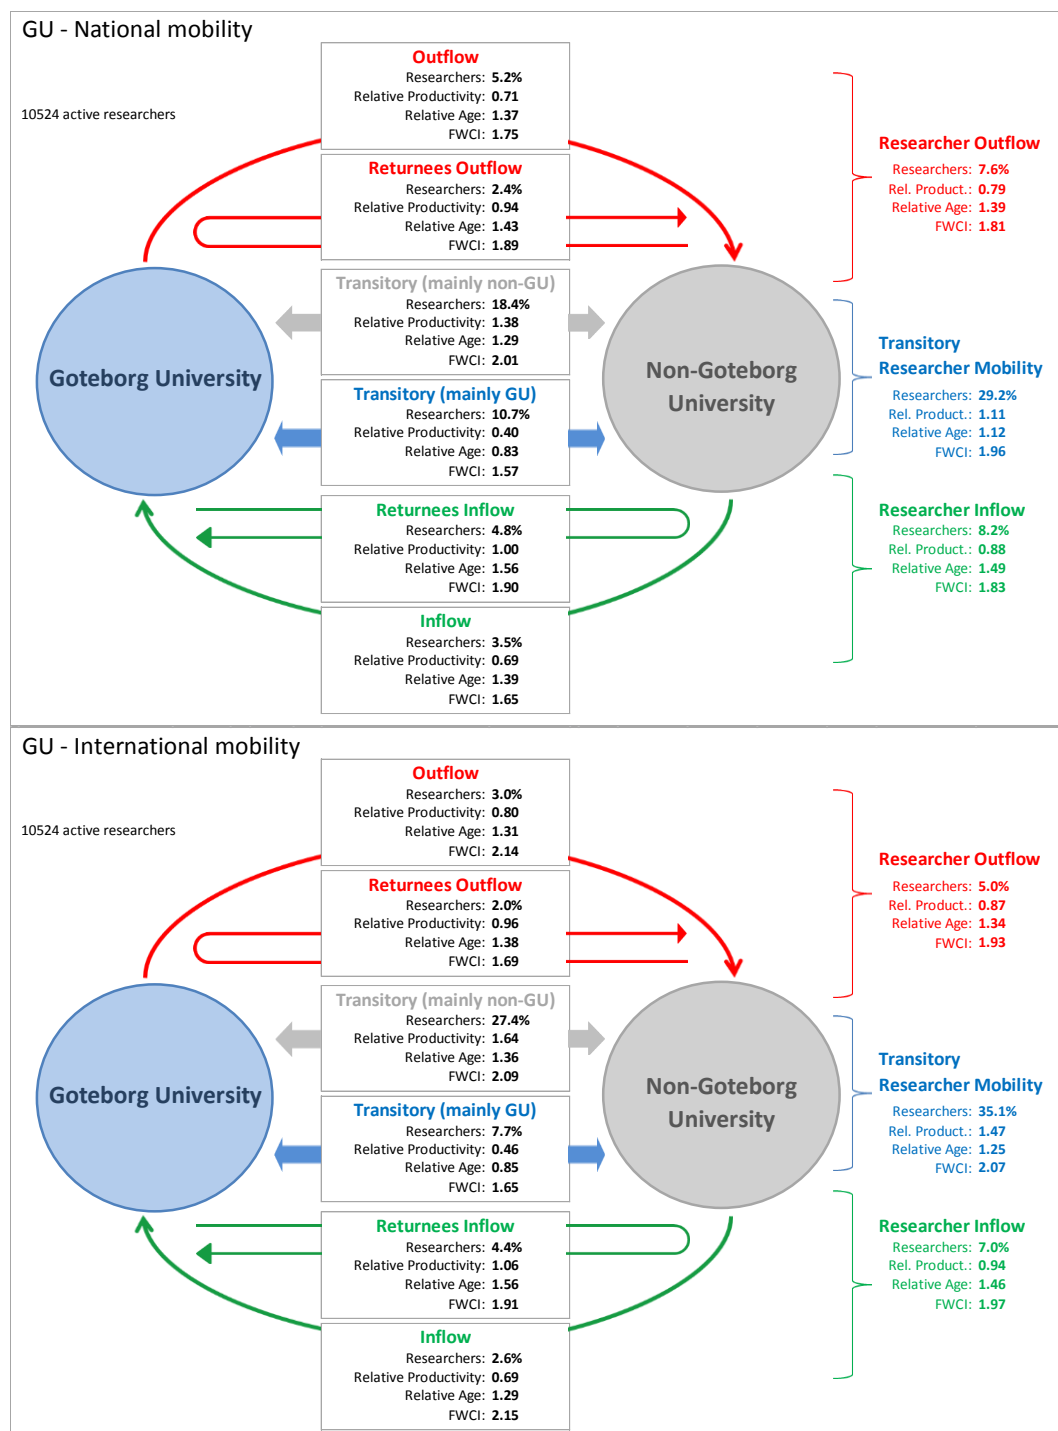 GU - National mobility
10524 active researchers
Outflow
Researchers: 5.2%
Relative Productivity: 0.71
Relative Age: 1.37
FWCI: 1.75
Returnees Outflow
Researchers: 2.4%
Relative Productivity: 0.94
Relative Age: 1.43
FWCI: 1.89
Transitory (mainly non-GU)
Researchers: 18.4%
Relative Productivity: 1.38
Relative Age: 1.29
FWCI: 2.01
Transitory (mainly GU)
Researchers: 10.7%
Relative Productivity: 0.40
Relative Age: 0.83
FWCI: 1.57
Returnees Inflow
Researchers: 4.8%
Relative Productivity: 1.00
Relative Age: 1.56
FWCI: 1.90
Inflow
Researchers: 3.5%
Relative Productivity: 0.69
Relative Age: 1.39
FWCI: 1.65
Goteborg University
Non-Goteborg
University
Researcher Outflow
Researchers: 7.6%
Rel. Product.: 0.79
Relative Age: 1.39
FWCI: 1.81
Transitory
Researcher Mobility
Researchers: 29.2%
Rel. Product.: 1.11
Relative Age: 1.12
FWCI: 1.96
Researcher Inflow
Researchers: 8.2%
Rel. Product.: 0.88
Relative Age: 1.49
FWCI: 1.83
GU - International mobility
10524 active researchers
Outflow
Researchers: 3.0%
Relative Productivity: 0.80
Relative Age: 1.31
FWCI: 2.14
Returnees Outflow
Researchers: 2.0%
Relative Productivity: 0.96
Relative Age: 1.38
FWCI: 1.69
Transitory (mainly non-GU)
Researchers: 27.4%
Relative Productivity: 1.64
Relative Age: 1.36
FWCI: 2.09
Transitory (mainly GU)
Researchers: 7.7%
Relative Productivity: 0.46
Relative Age: 0.85
FWCI: 1.65
Returnees Inflow
Researchers: 4.4%
Relative Productivity: 1.06
Relative Age: 1.56
FWCI: 1.91
Inflow
Researchers: 2.6%
Relative Productivity: 0.69
Relative Age: 1.29
FWCI: 2.15
Goteborg University
Non-Goteborg
University
Researcher Outflow
Researchers: 5.0%
Rel. Product.: 0.87
Relative Age: 1.34
FWCI: 1.93
Transitory
Researcher Mobility
Researchers: 35.1%
Rel. Product.: 1.47
Relative Age: 1.25
FWCI: 2.07
Researcher Inflow
Researchers: 7.0%
Rel. Product.: 0.94
Relative Age: 1.46
FWCI: 1.97